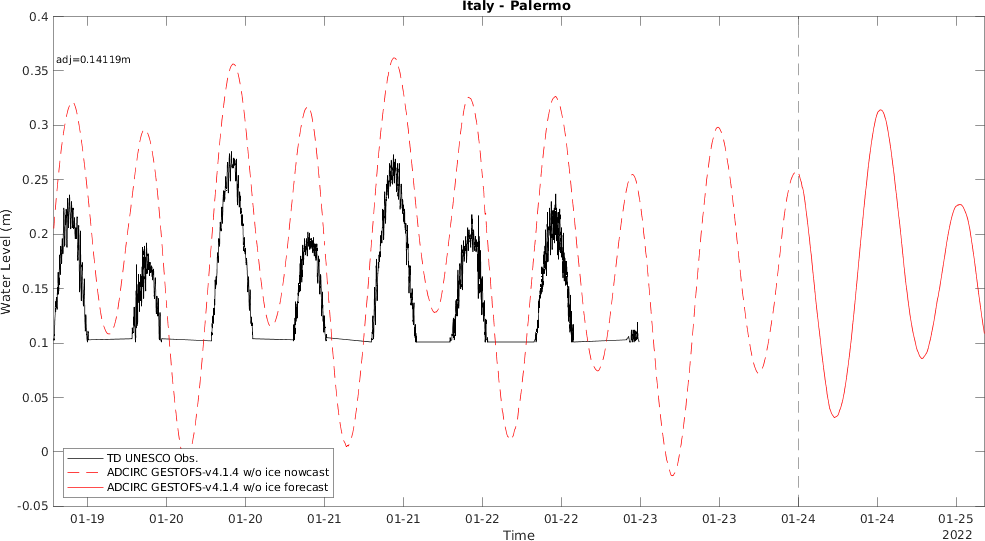 Italy - Palermo
adj=0.14119m
Water Level (m)
0.4
0.35
0.3
0.25
0.2
0.15
0.1
0.05
0
-0.05
TD UNESCO Obs.
ADCIRC GESTOFS-v4.1.4 w/o ice nowcast
ADCIRC GESTOFS-v4.1.4 w/o ice forecast
01-19 01-20 01-20 01-21 01-21 01-22 01-22 01-23 01-23 01-24 01-24 01-25
Time
2022